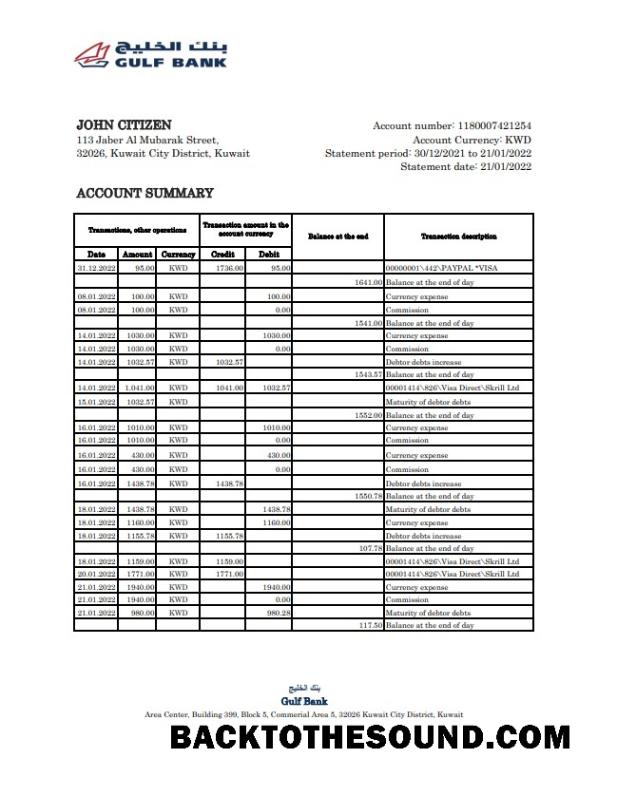 بنك الخليج
GULF BANK
JOHN CITIZEN
113 Jaber Al Mubarak Street,
32026, Kuwait City District, Kuwait
Account number: 1180007421254
Account Currency: KWD
Statement period: 30/12/2021 to 21/01/2022
Statement date: 21/01/2022
ACCOUNT SUMMARY
Transactions, other operations Transaction amount in the account currency Balance at the end Transaction description
Date Amount Currency Credit Debit
31.12.2022 95.00 KWD 1736.00 95.00 00000001\442\PAYPAL *VISA
1641.00 Balance at the end of day
08.01.2022 100.00 KWD 100.00 Currency expense
08.01.2022 100.00 KWD 0.00 Commission
1541.00 Balance at the end of day
14.01.2022 1030.00 KWD 1030.00 Currency expense
14.01.2022 1030.00 KWD 0.00 Commission
14.01.2022 1032.57 KWD 1032.57 Debtor debts increase
1543.57 Balance at the end of day
14.01.2022 1.041.00 KWD 1041.00 1032.57 00001414\826\Visa Direct\Skrill Ltd
15.01.2022 1032.57 KWD Maturity of debtor debts
1552.00 Balance at the end of day
16.01.2022 1010.00 KWD 1010.00 Currency expense
16.01.2022 1010.00 KWD 0.00 Commission
16.01.2022 430.00 KWD 430.00 Currency expense
16.01.2022 430.00 KWD 0.00 Commission
16.01.2022 1438.78 KWD 1438.78 Debtor debts increase
1550.78 Balance at the end of day
18.01.2022 1438.78 KWD 1438.78 Maturity of debtor debts
18.01.2022 1160.00 KWD 1160.00 Currency expense
18.01.2022 1155.78 KWD 1155.78 Debtor debts increase
107.78 Balance at the end of day
18.01.2022 1159.00 KWD 1159.00 00001414\826\Visa Direct\Skrill Ltd
20.01.2022 1771.00 KWD 1771.00 00001414\826\Visa Direct\Skrill Ltd
21.01.2022 1940.00 KWD 1940.00 Currency expense
21.01.2022 1940.00 KWD 0.00 Commission
21.01.2022 980.00 KWD 980.28 Maturity of debtor debts
117.50 Balance at the end of day
بنك الخليج
Gulf Bank
Area Center, Building 399, Block 5, Commerial Area 5, 32026 Kuwait City District, Kuwait
BACKTOTHESOUND.COM